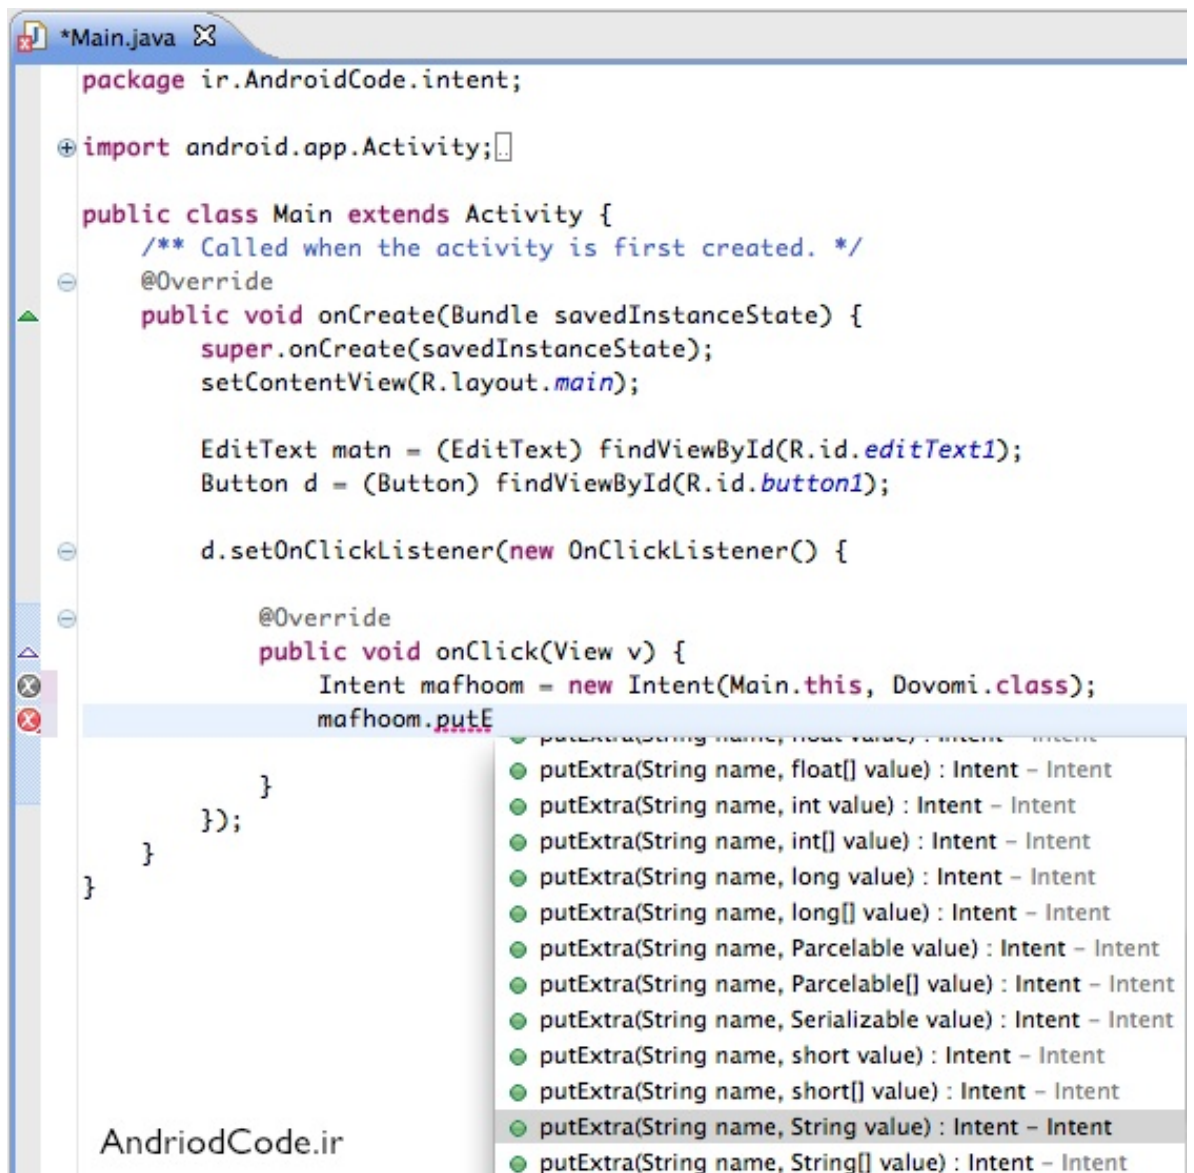 *Main.java
package ir.AndroidCode.intent;
import android.app.Activity;
public class Main extends Activity {
/** Called when the activity is first created. */
@Override
public void onCreate(Bundle savedInstanceState) {
super.onCreate(savedInstanceState);
setContentView(R.layout.main);
EditText matn = (EditText) findViewById(R.id.editText1);
Button d = (Button) findViewById(R.id.button1);
d.setOnClickListener(new OnClickListener() {
@Override
public void onClick(View v) {
Intent mafhoom = new Intent(Main.this, Dovomi.class);
mafhoom.putE
putExtra(String name, float value) : Intent – Intent
putExtra(String name, float[] value) : Intent – Intent
putExtra(String name, int value) : Intent – Intent
}
putExtra(String name, int[] value) : Intent – Intent
});
putExtra(String name, long value) : Intent – Intent
}
putExtra(String name, long[] value) : Intent – Intent
}
putExtra(String name, Parcelable value) : Intent – Intent
putExtra(String name, Parcelable[] value) : Intent – Intent
putExtra(String name, Serializable value) : Intent – Intent
putExtra(String name, short value) : Intent – Intent
putExtra(String name, short[] value) : Intent – Intent
putExtra(String name, String value) : Intent – Intent
putExtra(String name, String[] value) : Intent – Intent
AndriodCode.ir